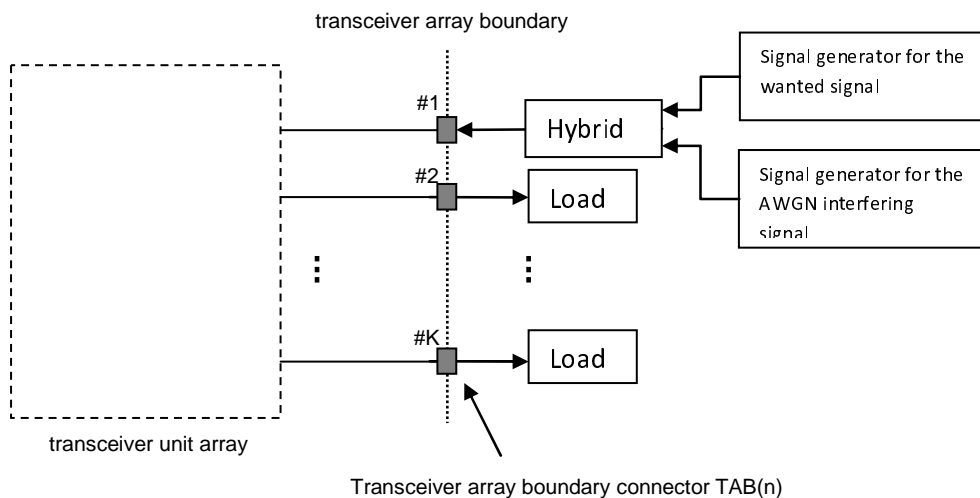 transceiver array boundary
Signal generator for the
wanted signal
#1
Hybrid
#2
Load
Signal generator for the
AWGN interfering
signal
#K
Load
transceiver unit array
Transceiver array boundary connector TAB(n)